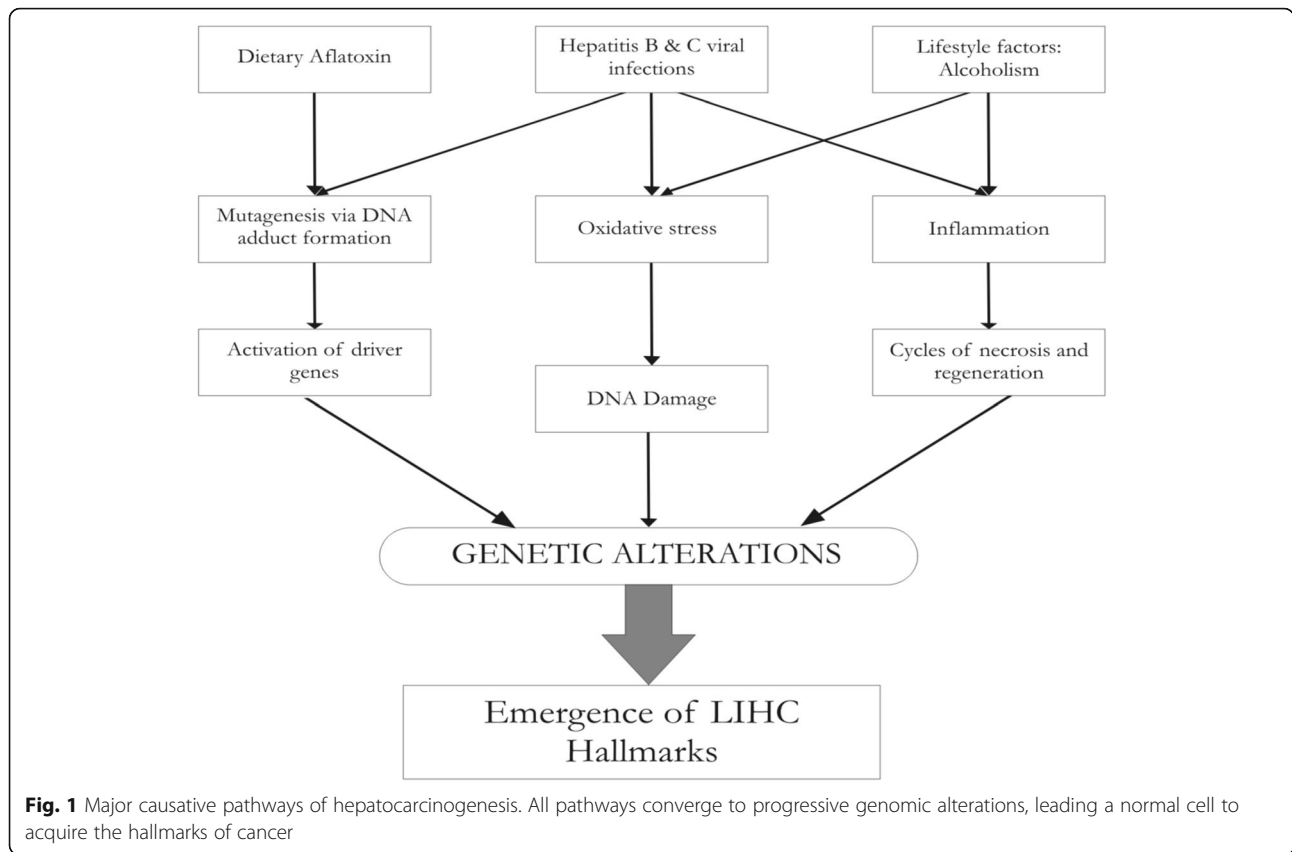 Dietary Aflatoxin
Hepatitis B & C viral
infections
Lifestyle factors:
Alcoholism
Mutagenesis via DNA
adduct formation
Oxidative stress
Inflammation
Activation of driver
genes
DNA Damage
Cycles of necrosis and
regeneration
GENETIC ALTERATIONS
Emergence of LIHC
Hallmarks
Fig. 1 Major causative pathways of hepatocarcinogenesis. All pathways converge to progressive genomic alterations, leading a normal cell to
acquire the hallmarks of cancer